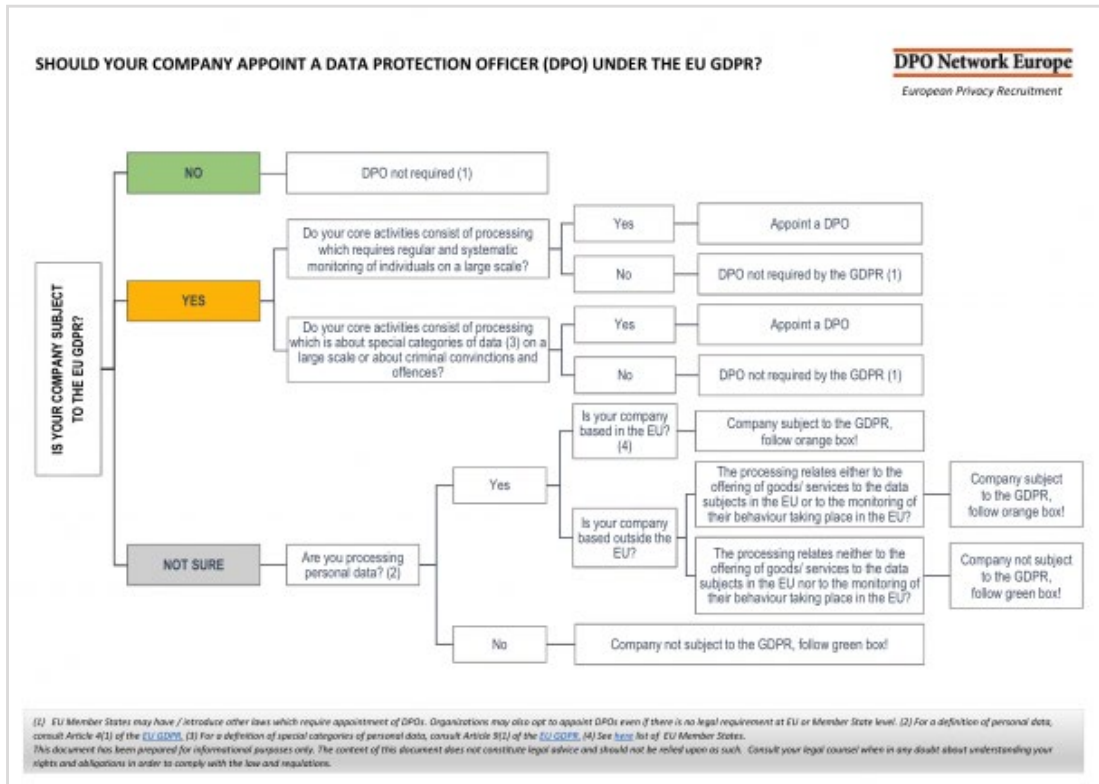 SHOULD YOUR COMPANY APPOINT A DATA PROTECTION OFFICER (DPO) UNDER THE EU GDPR?
DPO Network Europe
European Privacy Recruitment
IS YOUR COMPANY SUBJECT
TO THE EU GDPR?
NO
DPO not required (1)
YES
Do your core activities consist of processing
which requires regular and systematic
monitoring of individuals on a large scale?
Yes
Appoint a DPO
No
DPO not required by the GDPR (1)
Do your core activities consist of processing
which is about special categories of data (3) on a
large scale or about criminal convinctions and
offences?
Yes
Appoint a DPO
No
DPO not required by the GDPR (1)
NOT SURE
Are you processing
personal data? (2)
Yes
Is your company
based in the EU?
(4)
Company subject to the GDPR,
follow orange box!
Is your company
based outside the
EU?
The processing relates either to the
offering of goods/ services to the data
subjects in the EU or to the monitoring of
their behaviour taking place in the EU?
Company subject
to the GDPR,
follow orange box!
The processing relates neither to the
offering of goods/ services to the data
subjects in the EU nor to the monitoring of
their behaviour taking place in the EU?
Company not subject
to the GDPR,
follow green box!
No
Company not subject to the GDPR, follow green box!
(1) EU Member States may have / introduce other laws which require appointment of DPOs. Organizations may also opt to appoint DPOs even if there is no legal requirement at EU or Member State level. (2) For a definition of personal data,
consult Article 4(1) of the EU GDPR. (3) For a definition of special categories of personal data, consult Article 9(1) of the EU GDPR. (4) See here list of EU Member States.
This document has been prepared for informational purposes only. The content of this document does not constitute legal advice and should not be relied upon as such. Consult your legal counsel when in any doubt about understanding your
rights and obligations in order to comply with the law and regulations.